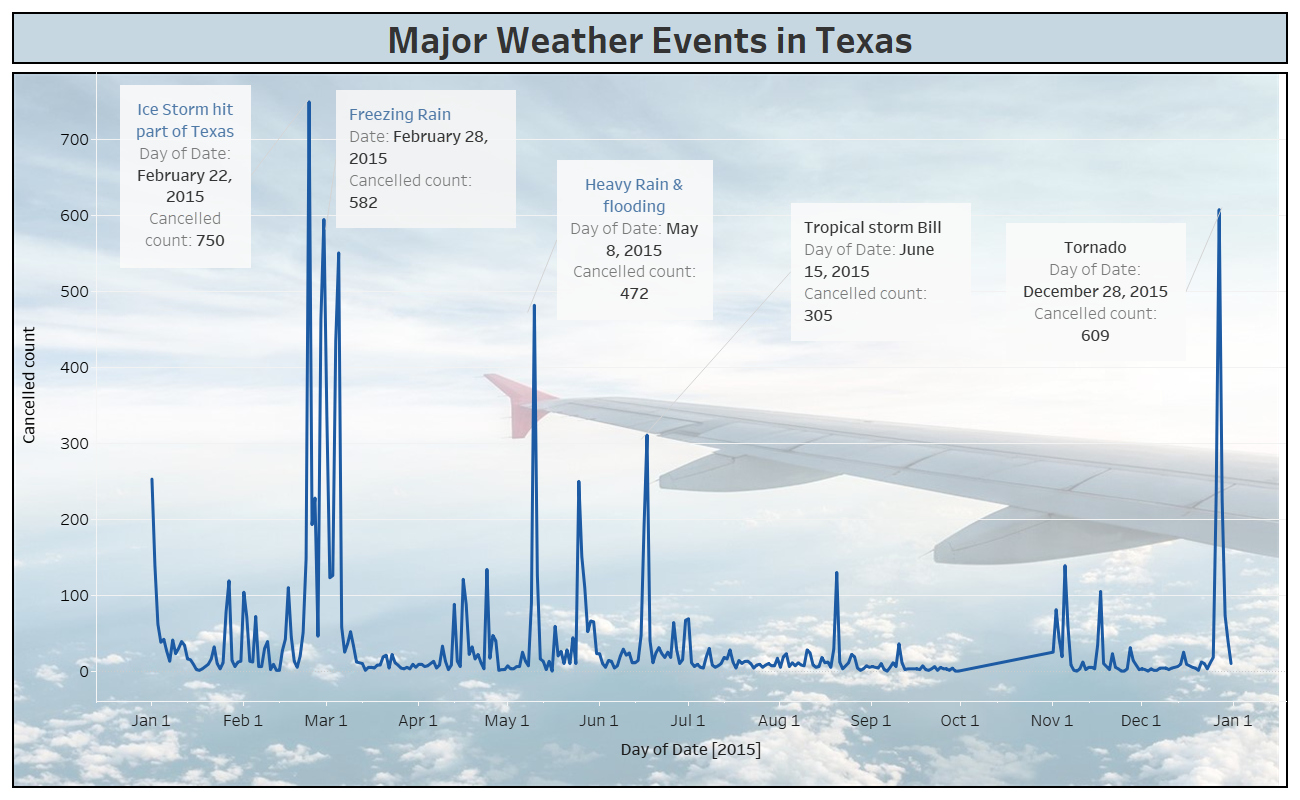 Major Weather Events in Texas
Ice Storm hit
part of Texas
Day of Date:
February 22,
2015
Cancelled
count: 750
Freezing Rain
Date: February 28,
2015
Cancelled count:
582
Heavy Rain &
flooding
Day of Date: May
8, 2015
Cancelled count:
472
Tropical storm Bill
Day of Date: June
15, 2015
Cancelled count:
305
Tornado
Day of Date:
December 28, 2015
Cancelled count:
609
Cancelled count
700
600
500
400
300
200
100
0
Jan 1 Feb 1 Mar 1 Apr 1 May 1 Jun 1 Jul 1 Aug 1 Sep 1 Oct 1 Nov 1 Dec 1 Jan 1
Day of Date [2015]